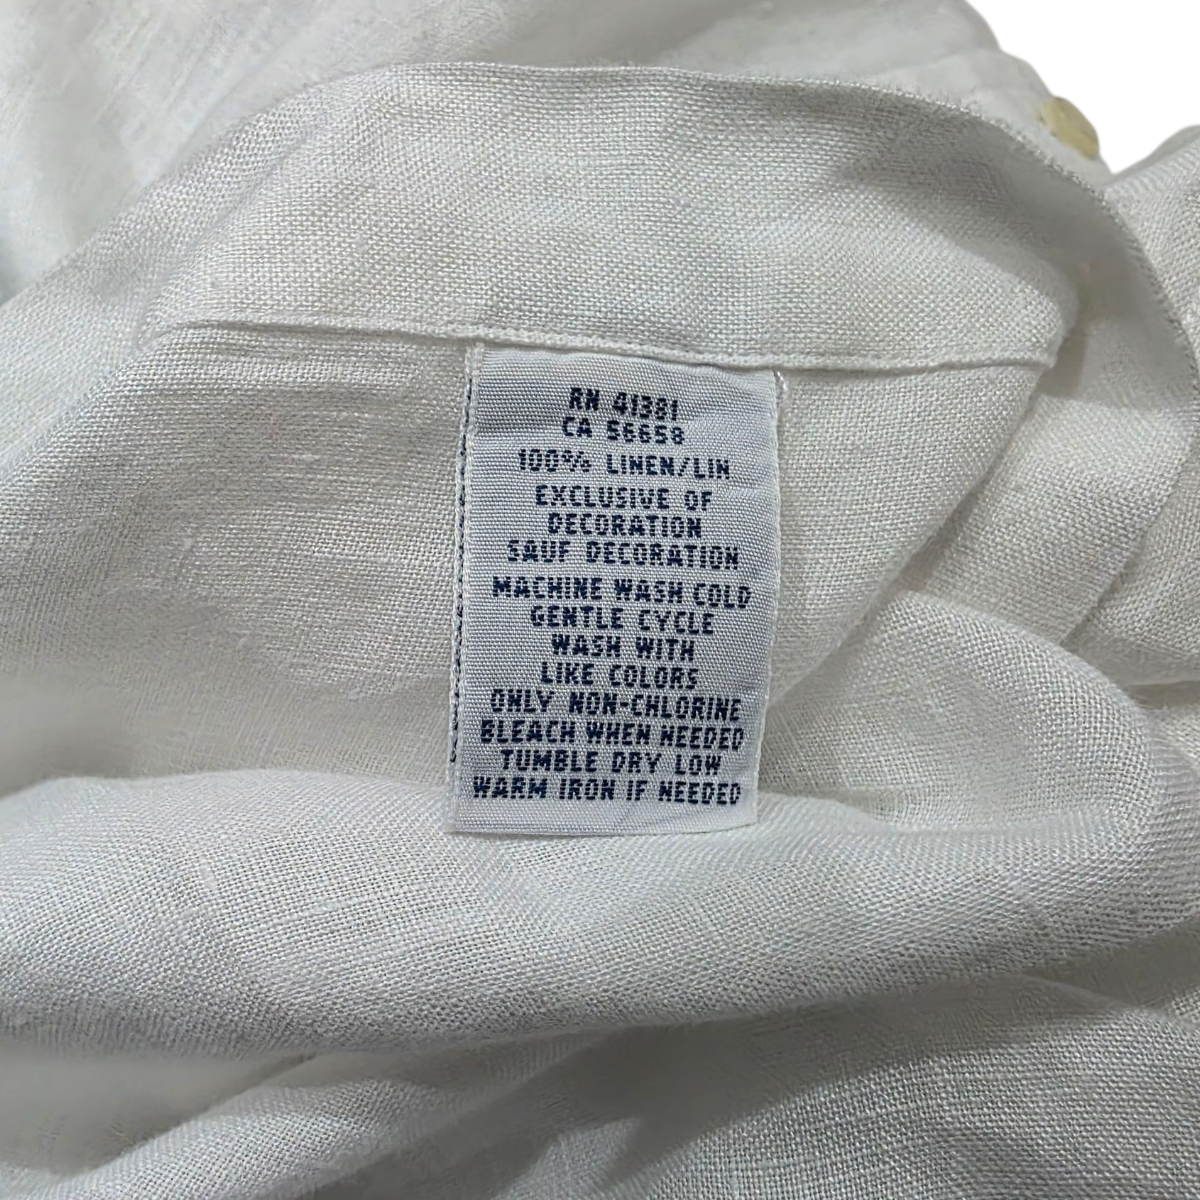 RN 41381
CA 56658
100% LINEN/LIN
EXCLUSIVE OF
DECORATION
SAUF DECORATION
MACHINE WASH COLD
GENTLE CYCLE
WASH WITH
LIKE COLORS
ONLY NON-CHLORINE
BLEACH WHEN NEEDED
TUMBLE DRY LOW
WARM IRON IF NEEDED